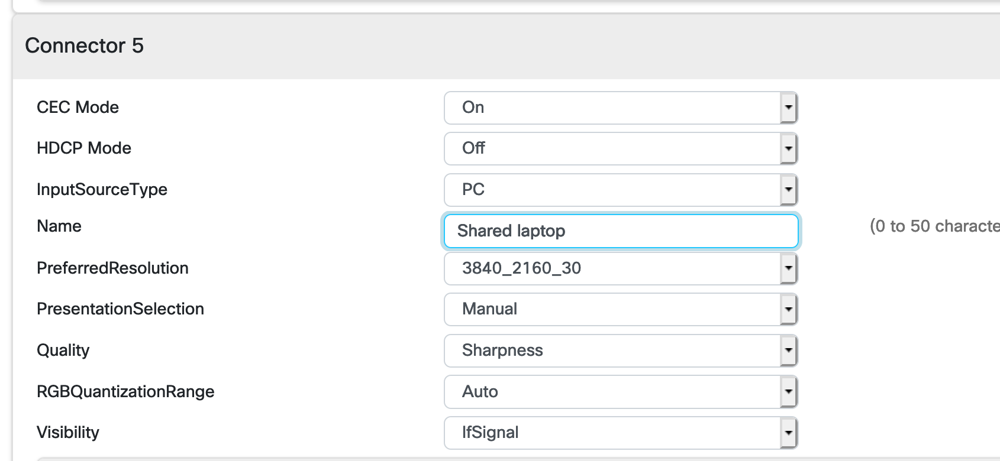 Connector 5
CEC Mode On
HDCP Mode Off
InputSourceType PC
Name Shared laptop (0 to 50 characte
PreferredResolution 3840_2160_30
PresentationSelection Manual
Quality Sharpness
RGBQuantizationRange Auto
Visibility IfSignal